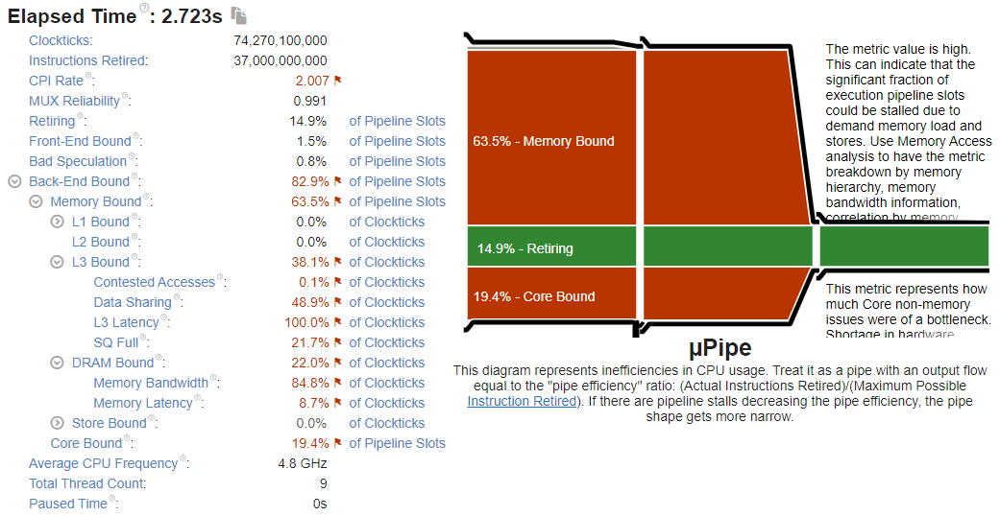 Elapsed Time ?: 2.723s
Clockticks: 74,270,100,000
Instructions Retired: 37,000,000,000
CPI Rate ?: 2.007
MUX Reliability ?: 0.991
Retiring ?: 14.9% of Pipeline Slots
Front-End Bound ?: 1.5% of Pipeline Slots
Bad Speculation ?: 0.8% of Pipeline Slots
Back-End Bound ?: 82.9% of Pipeline Slots
Memory Bound ?: 63.5% of Pipeline Slots
L1 Bound ?: 0.0% of Clockticks
L2 Bound ?: 0.0% of Clockticks
L3 Bound ?: 38.1% of Clockticks
Contested Accesses ?: 0.1% of Clockticks
Data Sharing ?: 48.9% of Clockticks
L3 Latency ?: 100.0% of Clockticks
SQ Full ?: 21.7% of Clockticks
DRAM Bound ?: 22.0% of Clockticks
Memory Bandwidth ?: 84.8% of Clockticks
Memory Latency ?: 8.7% of Clockticks
Store Bound ?: 0.0% of Clockticks
Core Bound ?: 19.4% of Pipeline Slots
Average CPU Frequency ?: 4.8 GHz
Total Thread Count: 9
Paused Time ?: 0s
63.5% - Memory Bound
14.9% - Retiring
19.4% - Core Bound
The metric value is high.
This can indicate that the
significant fraction of
execution pipeline slots
could be stalled due to
demand memory load and
stores. Use Memory Access
analysis to have the metric
breakdown by memory
hierarchy, memory
bandwidth information,
correlation by memory
This metric represents how
much Core non-memory
issues were of a bottleneck.
Shortage in hardware
µPipe
This diagram represents inefficiencies in CPU usage. Treat it as a pipe with an output flow
equal to the "pipe efficiency" ratio: (Actual Instructions Retired)/(Maximum Possible
Instruction Retired). If there are pipeline stalls decreasing the pipe efficiency, the pipe
shape gets more narrow.